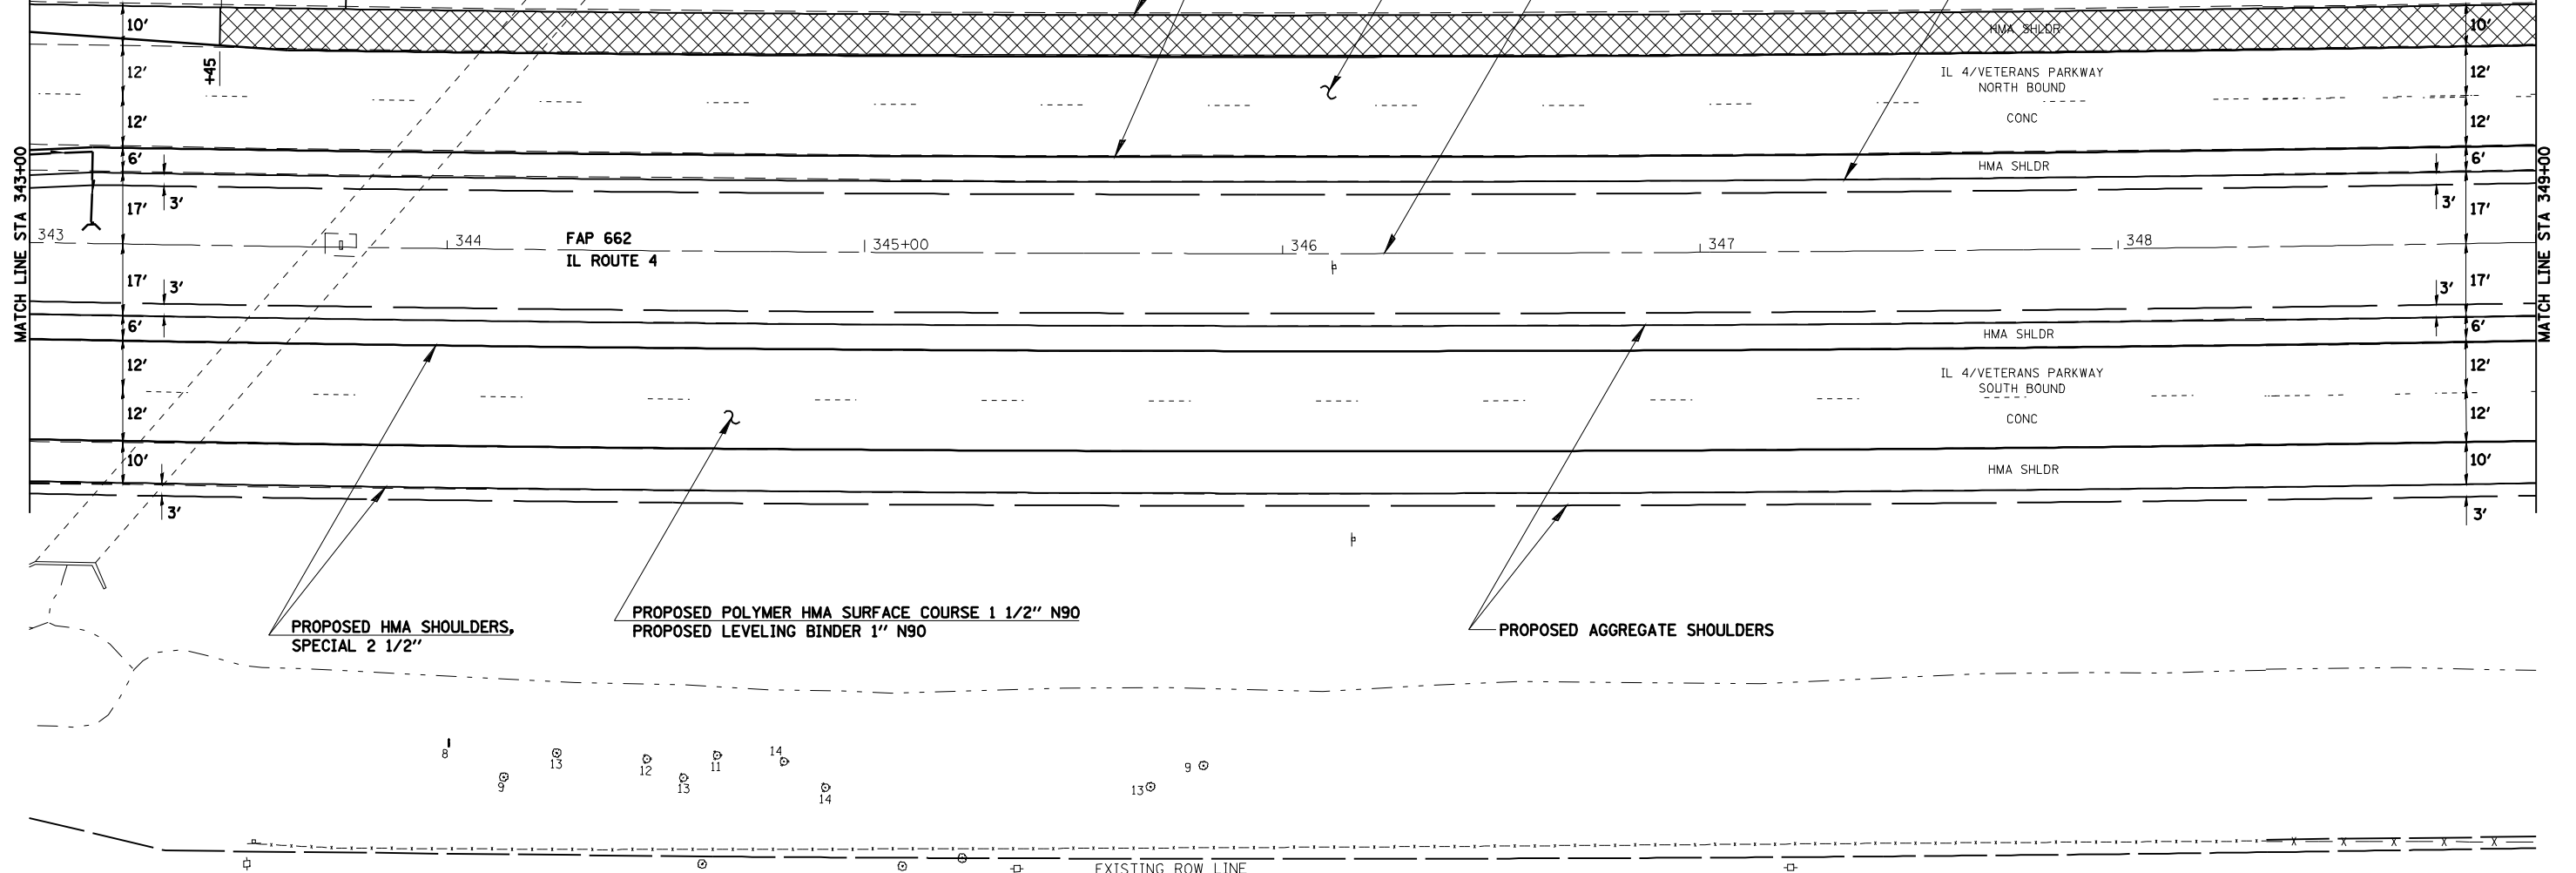 10'
HMA SHLDR
10'
+45
12'
IL 4/VETERANS PARKWAY
NORTH BOUND
12'
12'
CONC
12'
6'
HMA SHLDR
6'
3'
3'
17'
17'
MATCH LINE STA 343+00
MATCH LINE STA 349+00
343
344
FAP 662
IL ROUTE 4
345+00
346
347
348
17'
17'
3'
3'
6'
HMA SHLDR
6'
12'
IL 4/VETERANS PARKWAY
SOUTH BOUND
12'
12'
CONC
12'
10'
HMA SHLDR
10'
3'
3'
PROPOSED HMA SHOULDERS,
SPECIAL 2 1/2"
PROPOSED POLYMER HMA SURFACE COURSE 1 1/2" N90
PROPOSED LEVELING BINDER 1" N90
PROPOSED AGGREGATE SHOULDERS
8
9
13
12
13
11
14
14
13
9
X X X X X
EXISTING ROW LINE